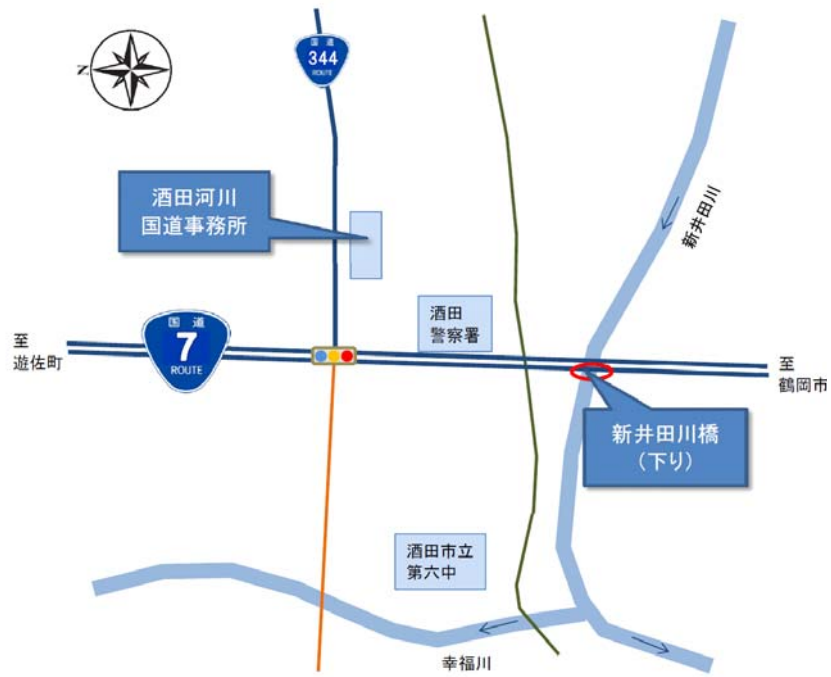 国道
344
ROUTE
N
酒田河川
国道事務所
新井田川
国道
7
ROUTE
酒田
警察署
至
遊佐町
至
鶴岡市
新井田川橋
（下り）
酒田市立
第六中
幸福川